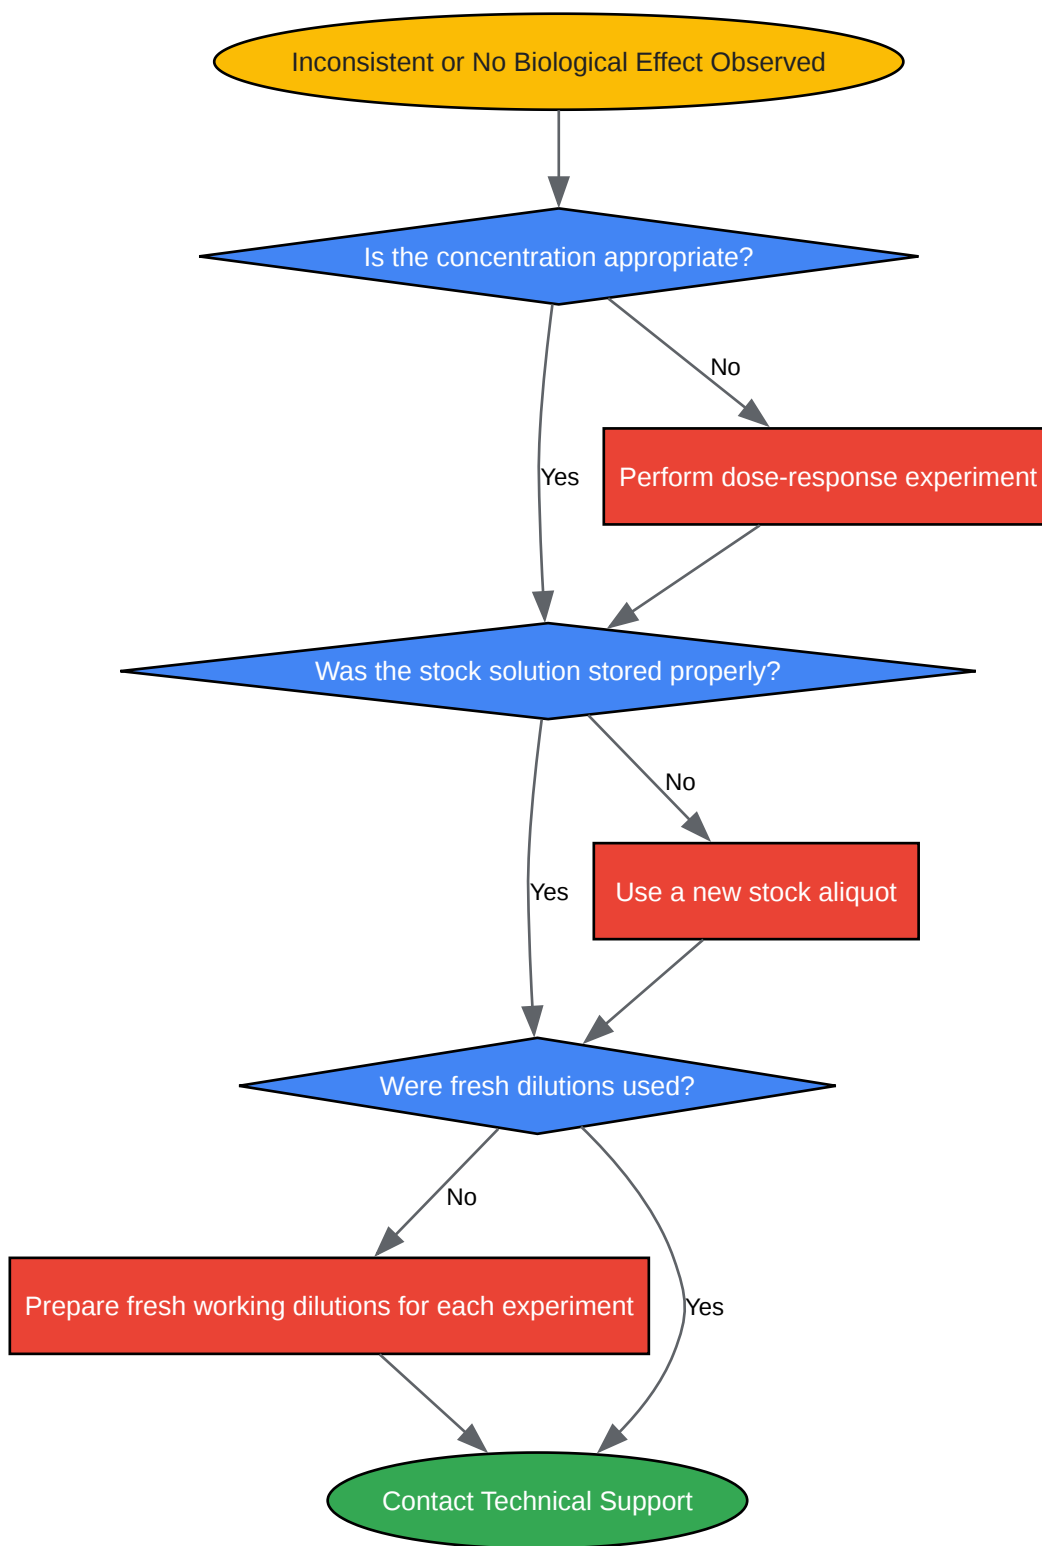 Inconsistent or No Biological Effect Observed
Is the concentration appropriate?
No
Yes
Perform dose-response experiment
Was the stock solution stored properly?
No
Yes
Use a new stock aliquot
Were fresh dilutions used?
No
Prepare fresh working dilutions for each experiment
Yes
Contact Technical Support